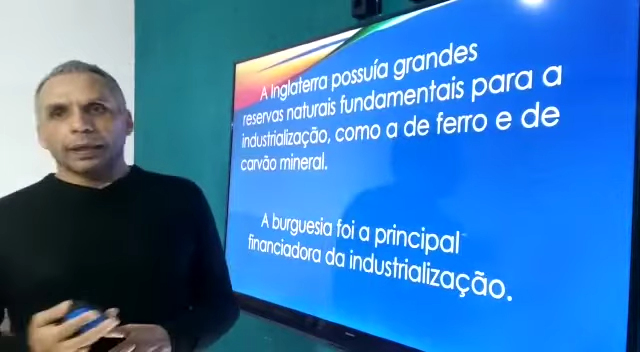 A Inglaterra possuía grandes
reservas naturais fundamentais para a
industrialização, como a de ferro e de
carvão mineral.
A burguesia foi a principal
financiadora da industrialização.